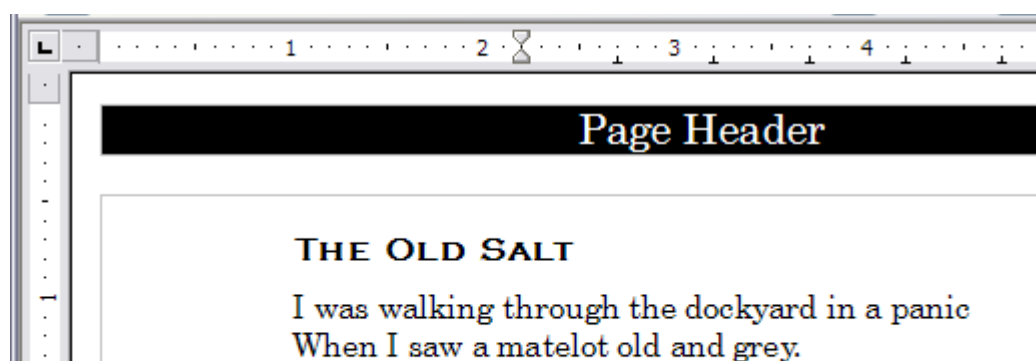 1 2 3 4
Page Header
THE OLD SALT
1
I was walking through the dockyard in a panic
When I saw a matelot old and grey.